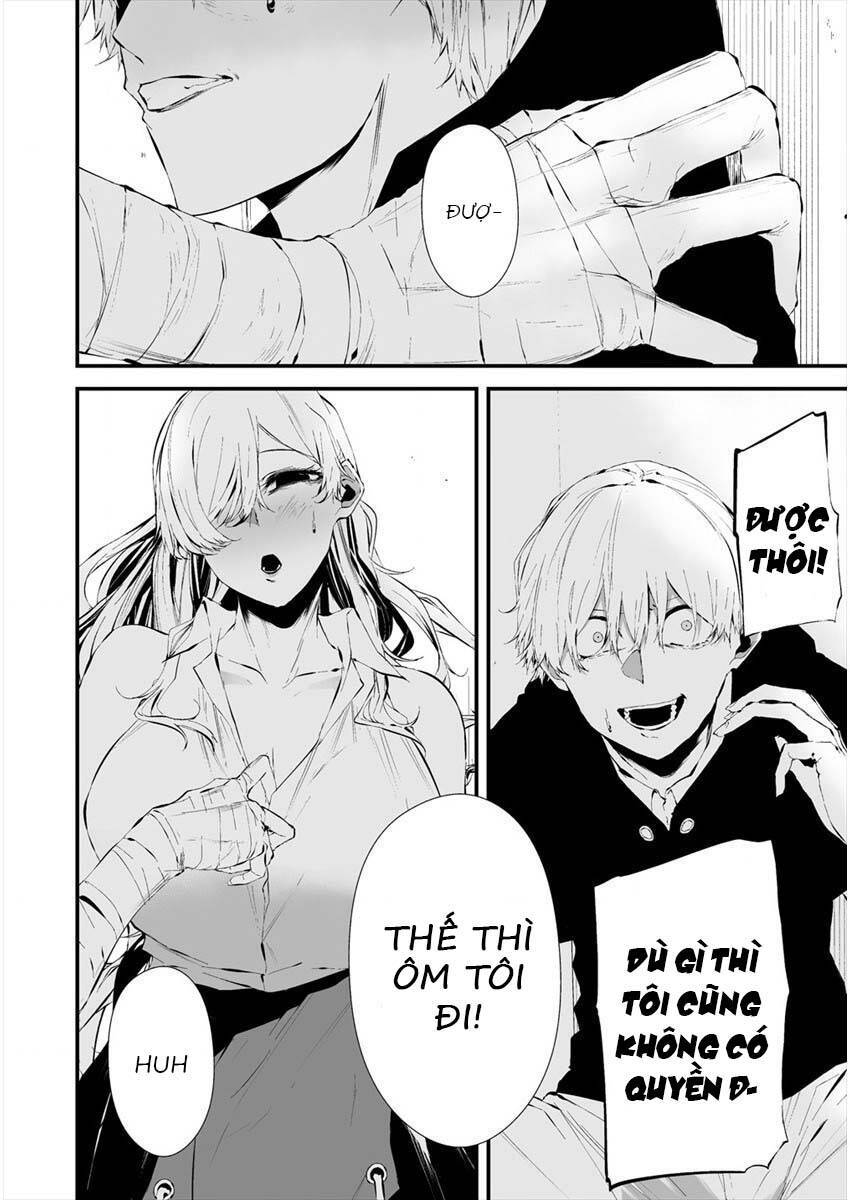 ĐƯỢ-
ĐƯỢC
THÔI!
DÙ GÌ THÌ
TÔI CŨNG
KHÔNG CÓ
QUYỀN Đ-
THẾ THÌ
ÔM TÔI
ĐI!
HUH